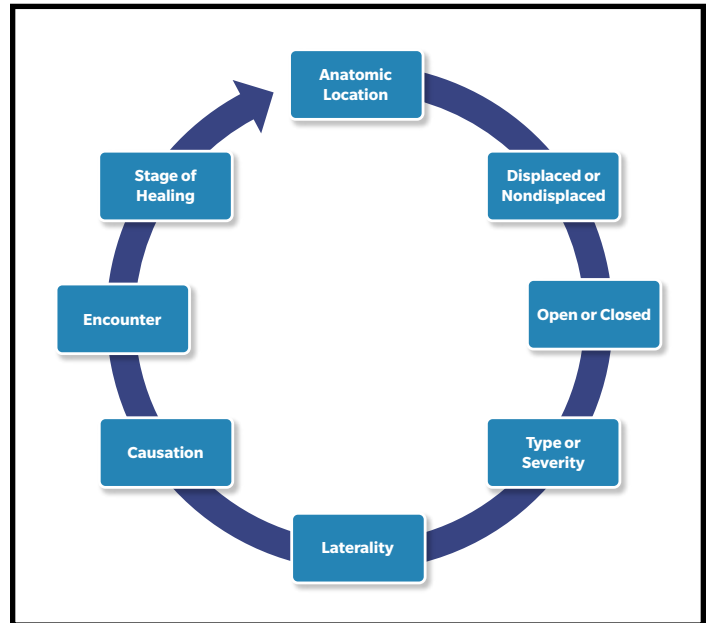 Anatomic
Location
Displaced or
Nondisplaced
Open or Closed
Type or
Severity
Laterality
Causation
Encounter
Stage of
Healing